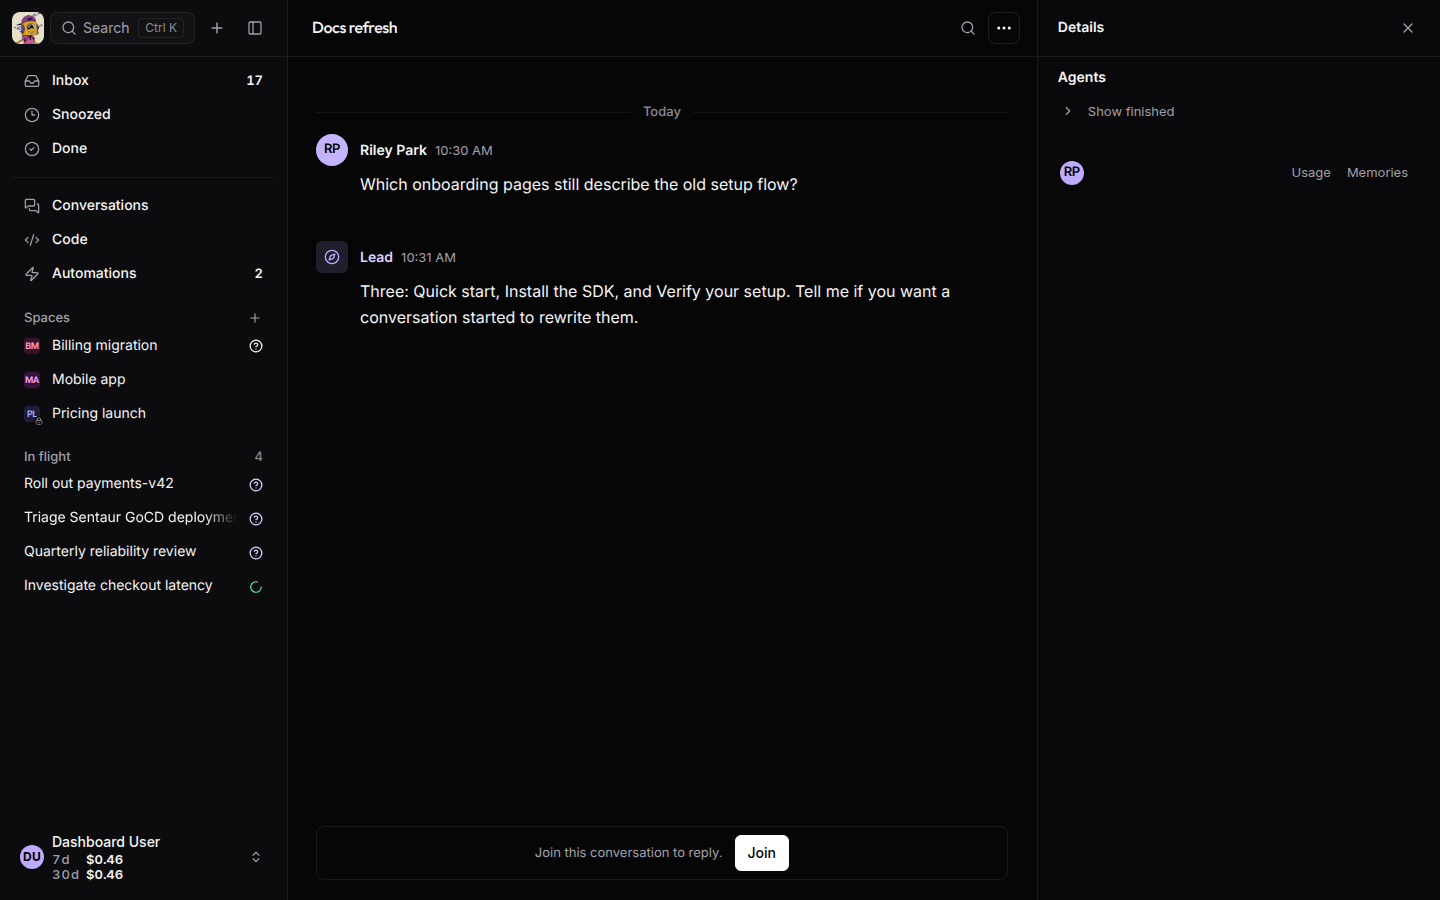 Search Ctrl K
Inbox 17
Snoozed
Done
Conversations
Code
Automations 2
Spaces
BM Billing migration
MA Mobile app
PL Pricing launch
In flight 4
Roll out payments-v42
Triage Sentaur GoCD deployme
Quarterly reliability review
Investigate checkout latency
DU Dashboard User
7d $0.46
30d $0.46
Docs refresh
Today
RP Riley Park 10:30 AM
Which onboarding pages still describe the old setup flow?
Lead 10:31 AM
Three: Quick start, Install the SDK, and Verify your setup. Tell me if you want a
conversation started to rewrite them.
Join this conversation to reply. Join
Details
Agents
Show finished
RP Usage Memories